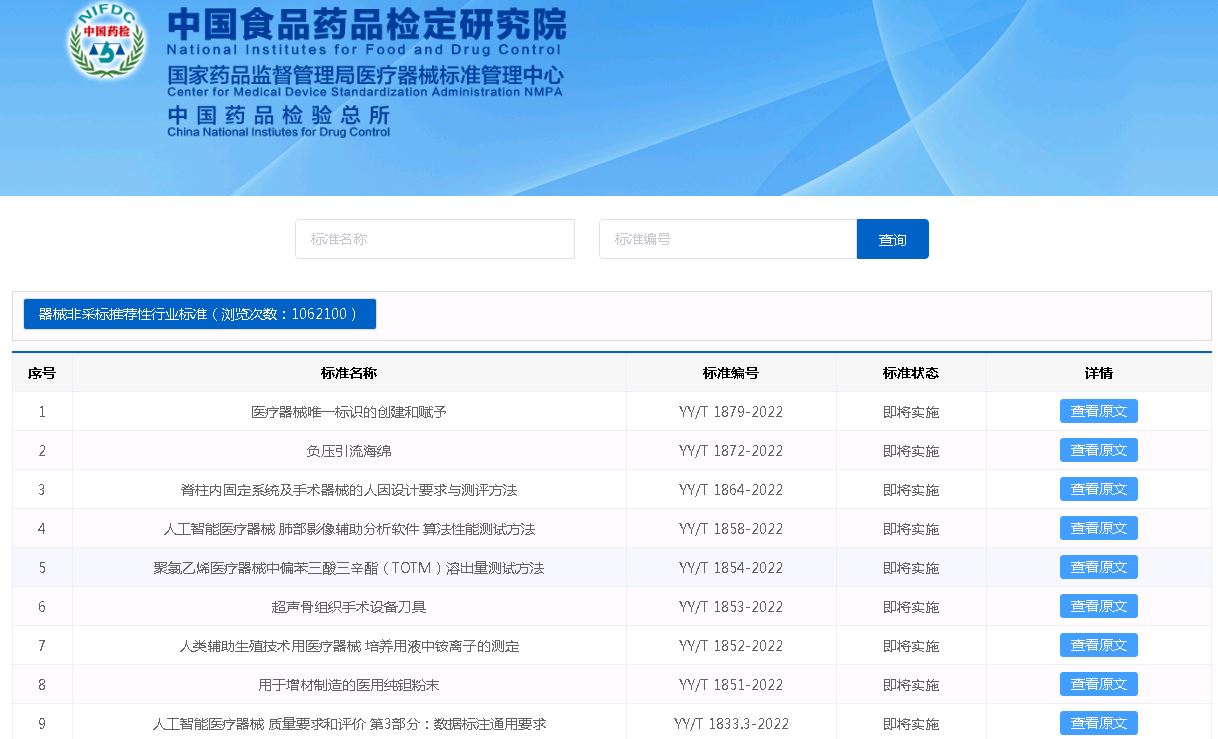 NIFDC
中国药检
中国食品药品检定研究院
National Institutes for Food and Drug Control
国家药品监督管理局医疗器械标准管理中心
Center for Medical Device Standardization Administration NMPA
中国药品检验总所
China National Instiutes for Drug Control
标准名称 标准编号 查询
器械非采标推荐性行业标准（浏览次数：1062100）
序号 标准名称 标准编号 标准状态 详情
1 医疗器械唯一标识的创建和赋予 YY/T 1879-2022 即将实施 查看原文
2 负压引流海绵 YY/T 1872-2022 即将实施 查看原文
3 脊柱内固定系统及手术器械的人因设计要求与测评方法 YY/T 1864-2022 即将实施 查看原文
4 人工智能医疗器械 肺部影像辅助分析软件 算法性能测试方法 YY/T 1858-2022 即将实施 查看原文
5 聚氯乙烯医疗器械中偏苯三酸三辛酯（TOTM）溶出量测试方法 YY/T 1854-2022 即将实施 查看原文
6 超声骨组织手术设备刀具 YY/T 1853-2022 即将实施 查看原文
7 人类辅助生殖技术用医疗器械 培养用液中铵离子的测定 YY/T 1852-2022 即将实施 查看原文
8 用于增材制造的医用纯钽粉末 YY/T 1851-2022 即将实施 查看原文
9 人工智能医疗器械 质量要求和评价 第3部分：数据标注通用要求 YY/T 1833.3-2022 即将实施 查看原文